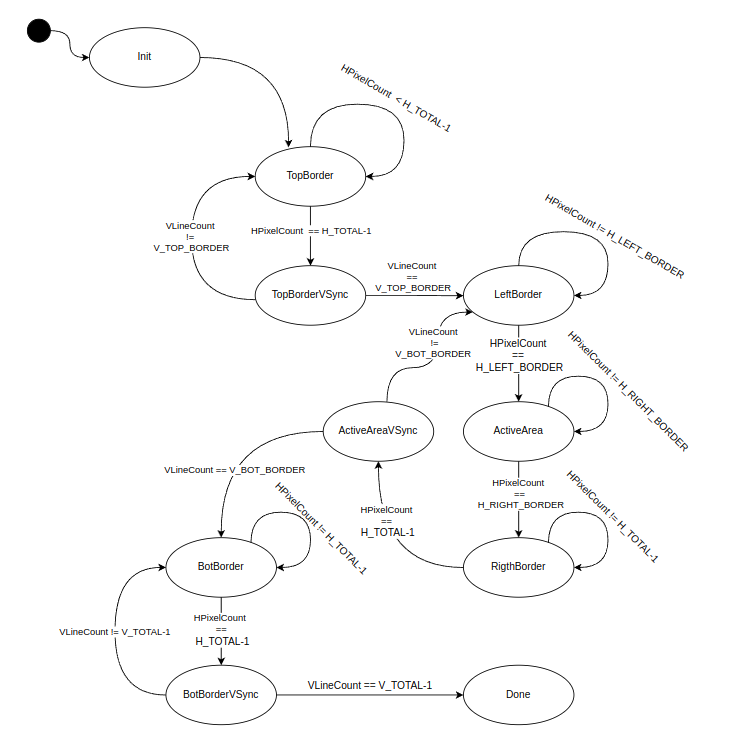 Init
HPixelCount < H_TOTAL-1
TopBorder
VLineCount
!=
V_TOP_BORDER
HPixelCount == H_TOTAL-1
HPixelCount != H_LEFT_BORDER
TopBorderVSync
VLineCount
==
V_TOP_BORDER
LeftBorder
VLineCount
!=
V_BOT_BORDER
HPixelCount
==
H_LEFT_BORDER
HPixelCount != H_RIGHT_BORDER
ActiveAreaVSync
ActiveArea
VLineCount == V_BOT_BORDER
HPixelCount
==
H_RIGHT_BORDER
HPixelCount != H_TOTAL-1
HPixelCount
==
H_TOTAL-1
HPixelCount != H_TOTAL-1
BotBorder
RigthBorder
VLineCount != V_TOTAL-1
HPixelCount
==
H_TOTAL-1
BotBorderVSync
VLineCount == V_TOTAL-1
Done